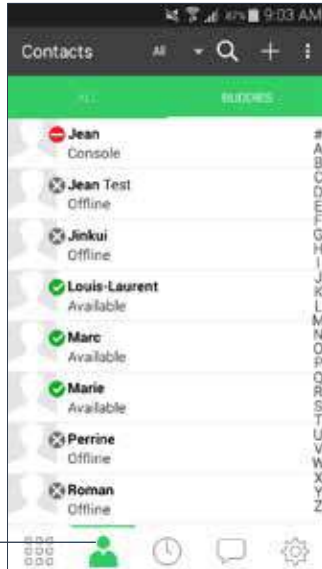 9:03 AM
Contacts
All
ALL
BUDDIES
Jean
Console
Jean Test
Offline
Jinkui
Offline
Louis-Laurent
Available
Marc
Available
Marie
Available
Perrine
Offline
Roman
Offline
#
A
B
C
D
E
F
G
H
I
J
K
L
M
N
O
P
Q
R
S
T
U
V
W
X
Y
Z